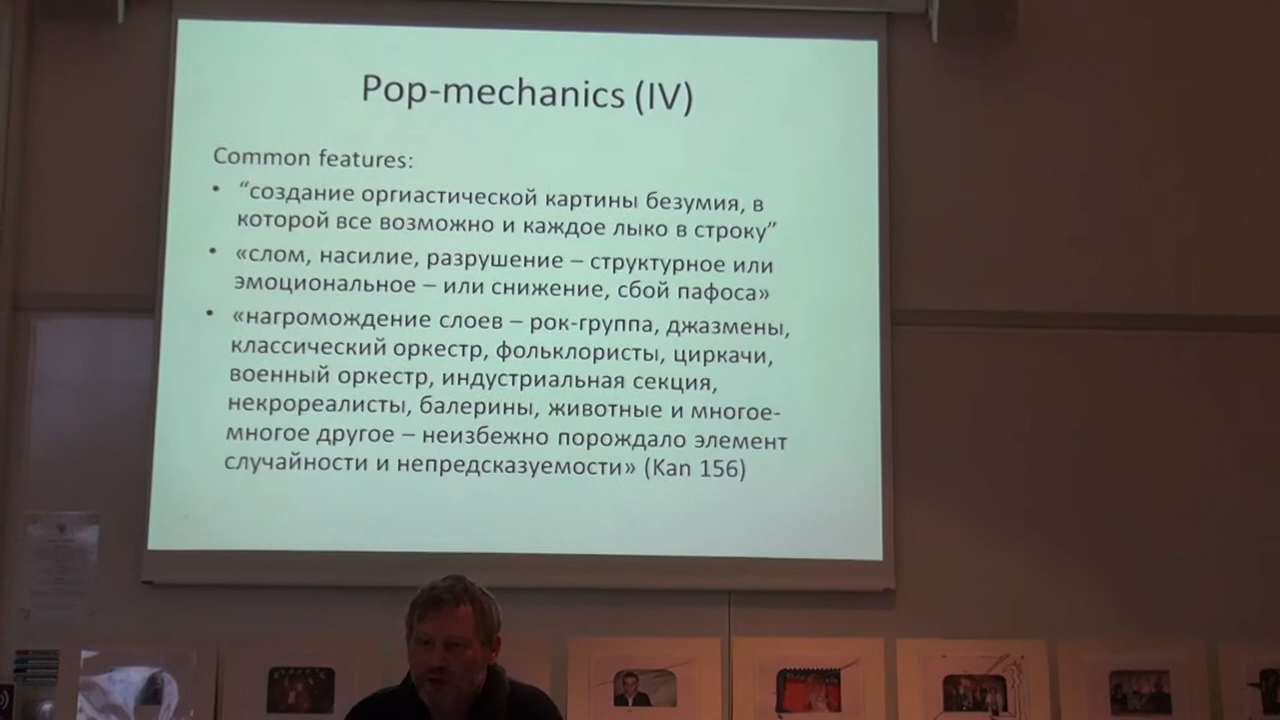 Pop-mechanics (IV)
Common features:
• “создание оргиастической картины безумия, в
которой все возможно и каждое лыко в строку”
• «слом, насилие, разрушение – структурное или
эмоциональное – или снижение, сбой пафоса»
• «нагромождение слоев – рок-группа, джазмены,
классический оркестр, фольклористы, циркачи,
военный оркестр, индустриальная секция,
некрореалисты, балерины, животные и многое-
многое другое – неизбежно порождало элемент
случайности и непредсказуемости» (Kan 156)